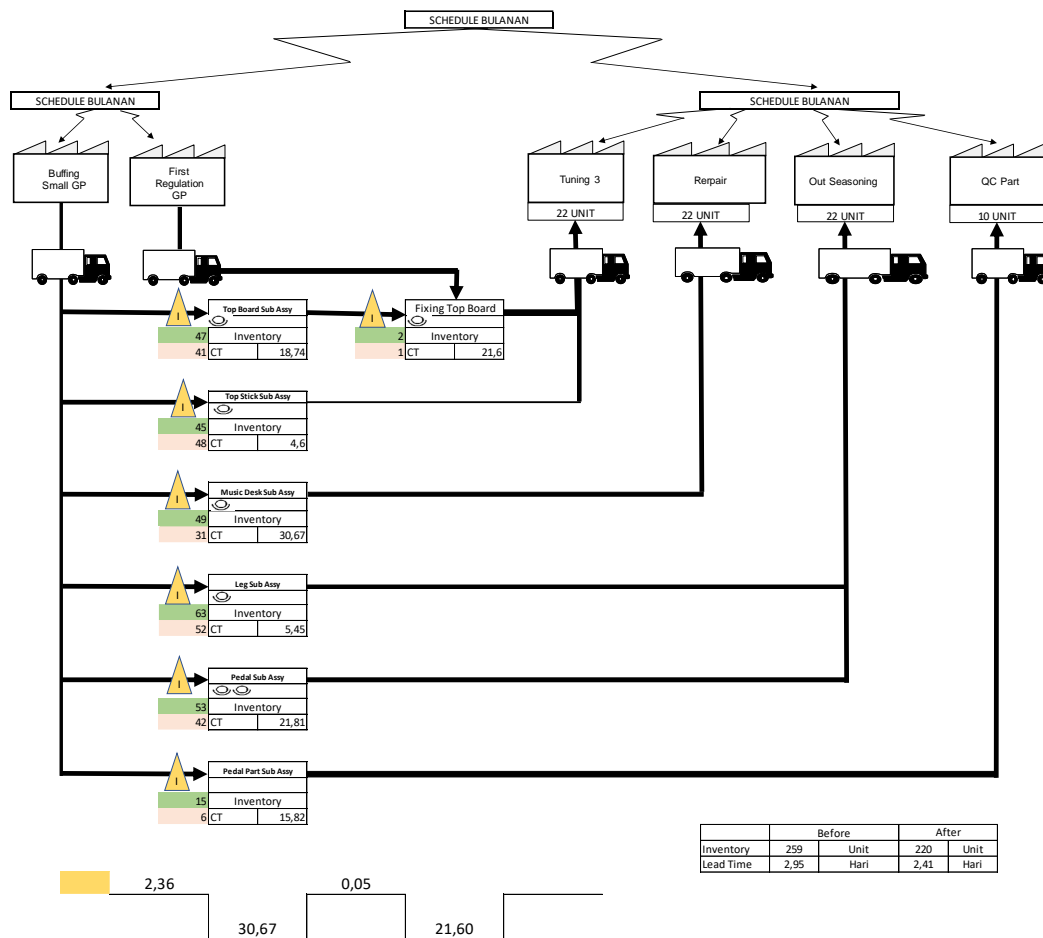 SCHEDULE BULANAN
SCHEDULE BULANAN
SCHEDULE BULANAN
Buffing
Small GP
First
Regulation
GP
Tuning 3
22 UNIT
Rerpair
22 UNIT
Out Seasoning
22 UNIT
QC Part
10 UNIT
I
Top Board Sub Assy
47 Inventory
41 CT 18,74
I
Fixing Top Board
2 Inventory
1 CT 21,6
I
Top Stick Sub Assy
45 Inventory
48 CT 4,6
I
Music Desk Sub Assy
49 Inventory
31 CT 30,67
I
Leg Sub Assy
63 Inventory
52 CT 5,45
I
Pedal Sub Assy
53 Inventory
42 CT 21,81
I
Pedal Part Sub Assy
15 Inventory
6 CT 15,82
Before After
Inventory 259 Unit 220 Unit
Lead Time 2,95 Hari 2,41 Hari
2,36 0,05
30,67 21,60